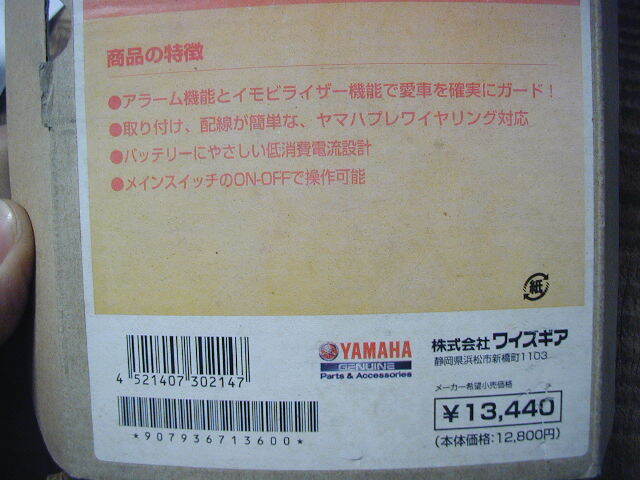 商品の特徴
●アラーム機能とイモビライザー機能で愛車を確実にガード！
●取り付け、配線が簡単な、ヤマハプレワイヤリング対応
●バッテリーにやさしい低消費電流設計
●メインスイッチのON-OFFで操作可能
紙
4 521407 302147
*907936713600*
YAMAHA
GENUINE
Parts & Accessories
株式会社 ワイズギア
静岡県浜松市新橋町1103
メーカー希望小売価格
¥13,440
(本体価格:12,800円)